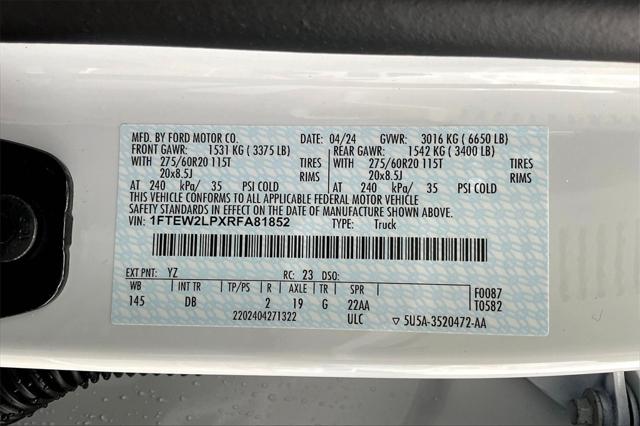 MFD. BY FORD MOTOR CO. 04/24 GVWR: 3016 KG ( 6650 LB)
FRONT GAWR: 1531 KG ( 3375 LB) REAR GAWR: 1542 KG ( 3400 LB)
WITH 275/60R20 115T TIRES WITH 275/60R20 115T TIRES
20x8.5J RIMS 20x8.5J RIMS
AT 240 kPa/ 35 PSI COLD AT 240 kPa/ 35 PSI COLD
THIS VEHICLE CONFORMS TO ALL APPLICABLE FEDERAL MOTOR VEHICLE
SAFETY STANDARDS IN EFFECT ON THE DATE OF MANUFACTURE SHOWN ABOVE.
VIN: 1FTEW2LPXRFA81852 TYPE: Truck
EXT PNT: YZ RC: 23 DSO:
WB INT TR TP/PS R AXLE TR SPR F0087
145 DB 2 19 G 22AA T0582
2202404271322 ULC ▽ 5U5A-3520472-AA